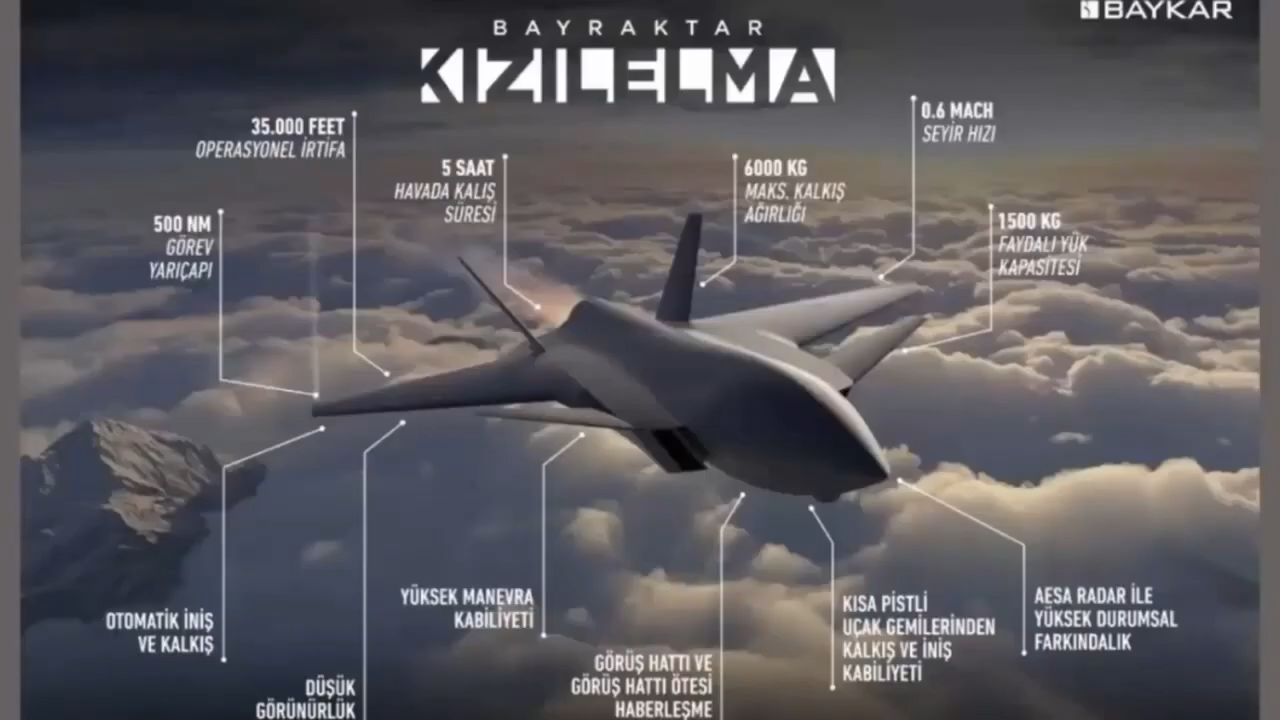 BAYKAR
BAYRAKTAR
KIZILELMA
35.000 FEET
OPERASYONEL İRTİFA
5 SAAT
HAVADA KALIŞ
SÜRESİ
6000 KG
MAKS. KALKIŞ
AĞIRLIĞI
0.6 MACH
SEYİR HIZI
500 NM
GÖREV
YARIÇAPI
1500 KG
FAYDALI YÜK
KAPASİTESİ
OTOMATİK İNİŞ
VE KALKIŞ
DÜŞÜK
GÖRÜNÜRLÜK
YÜKSEK MANEVRA
KABİLİYETİ
GÖRÜŞ HATTI VE
GÖRÜŞ HATTI ÖTESİ
HABERLEŞME
KISA PİSTLİ
UÇAK GEMİLERİNDEN
KALKIŞ VE İNİŞ
KABİLİYETİ
AESA RADAR İLE
YÜKSEK DURUMSAL
FARKINDALIK